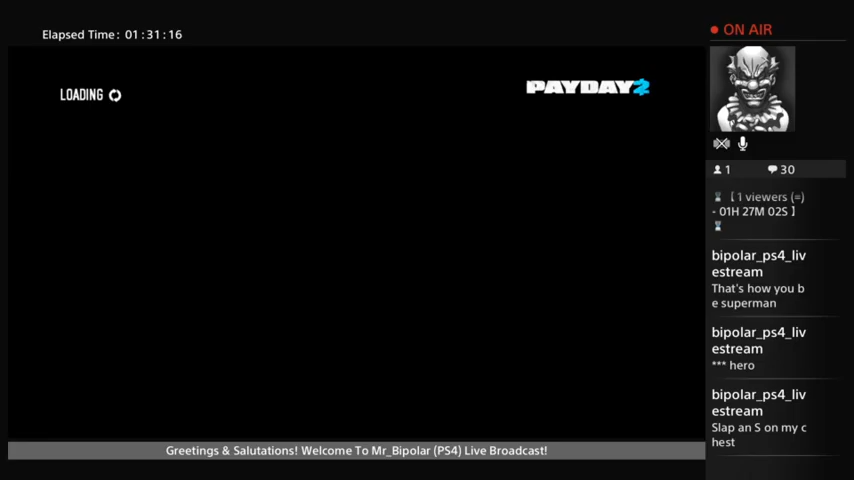 Elapsed Time: 01:31:16
ON AIR
LOADING
PAYDAY2
1
30
[ 1 viewers (=)
- 01H 27M 02S ]
bipolar_ps4_liv
estream
That's how you b
e superman
bipolar_ps4_liv
estream
*** hero
bipolar_ps4_liv
estream
Slap an S on my c
hest
Greetings & Salutations! Welcome To Mr_Bipolar (PS4) Live Broadcast!